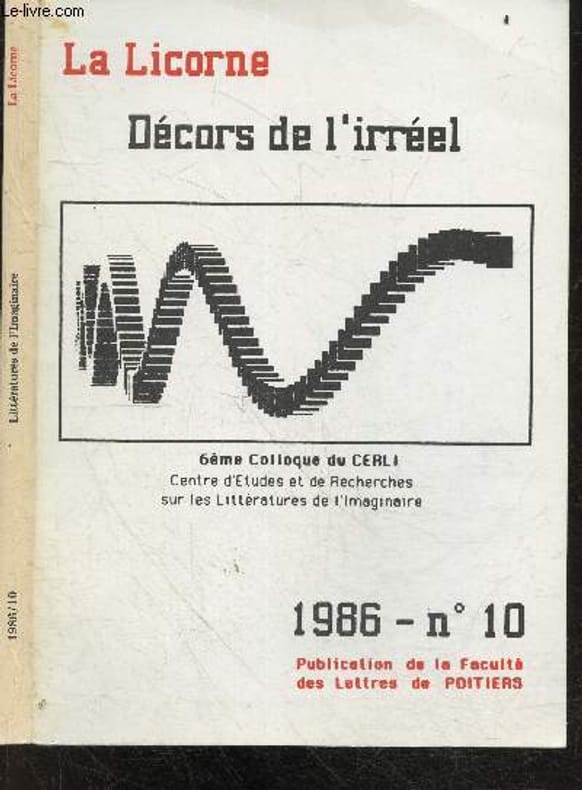 Le-livre.com
La Licorne
Littératures de l'Imaginaire
1986/10
La Licorne
Décors de l'irréel
6ème Colloque du CERLI
Centre d'Etudes et de Recherches
sur les Littératures de l'Imaginaire
1986 - n° 10
Publication de la Faculté
des Lettres de POITIERS